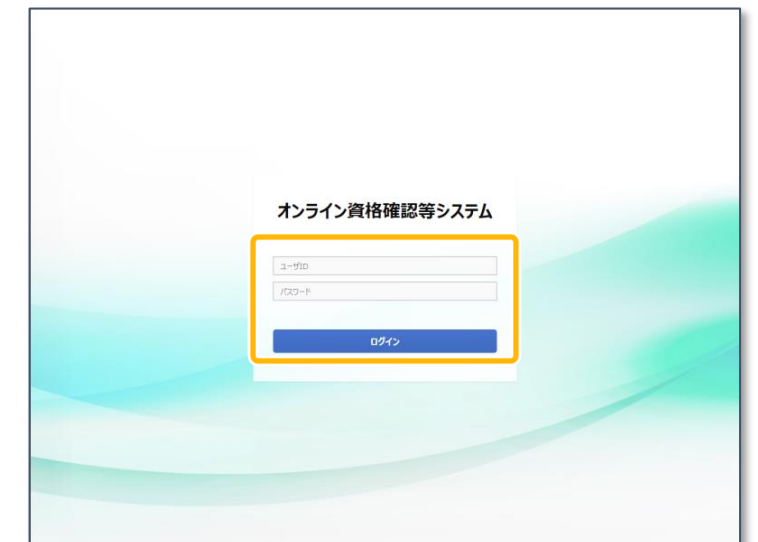 オンライン資格確認等システム
ユーザID
パスワード
ログイン